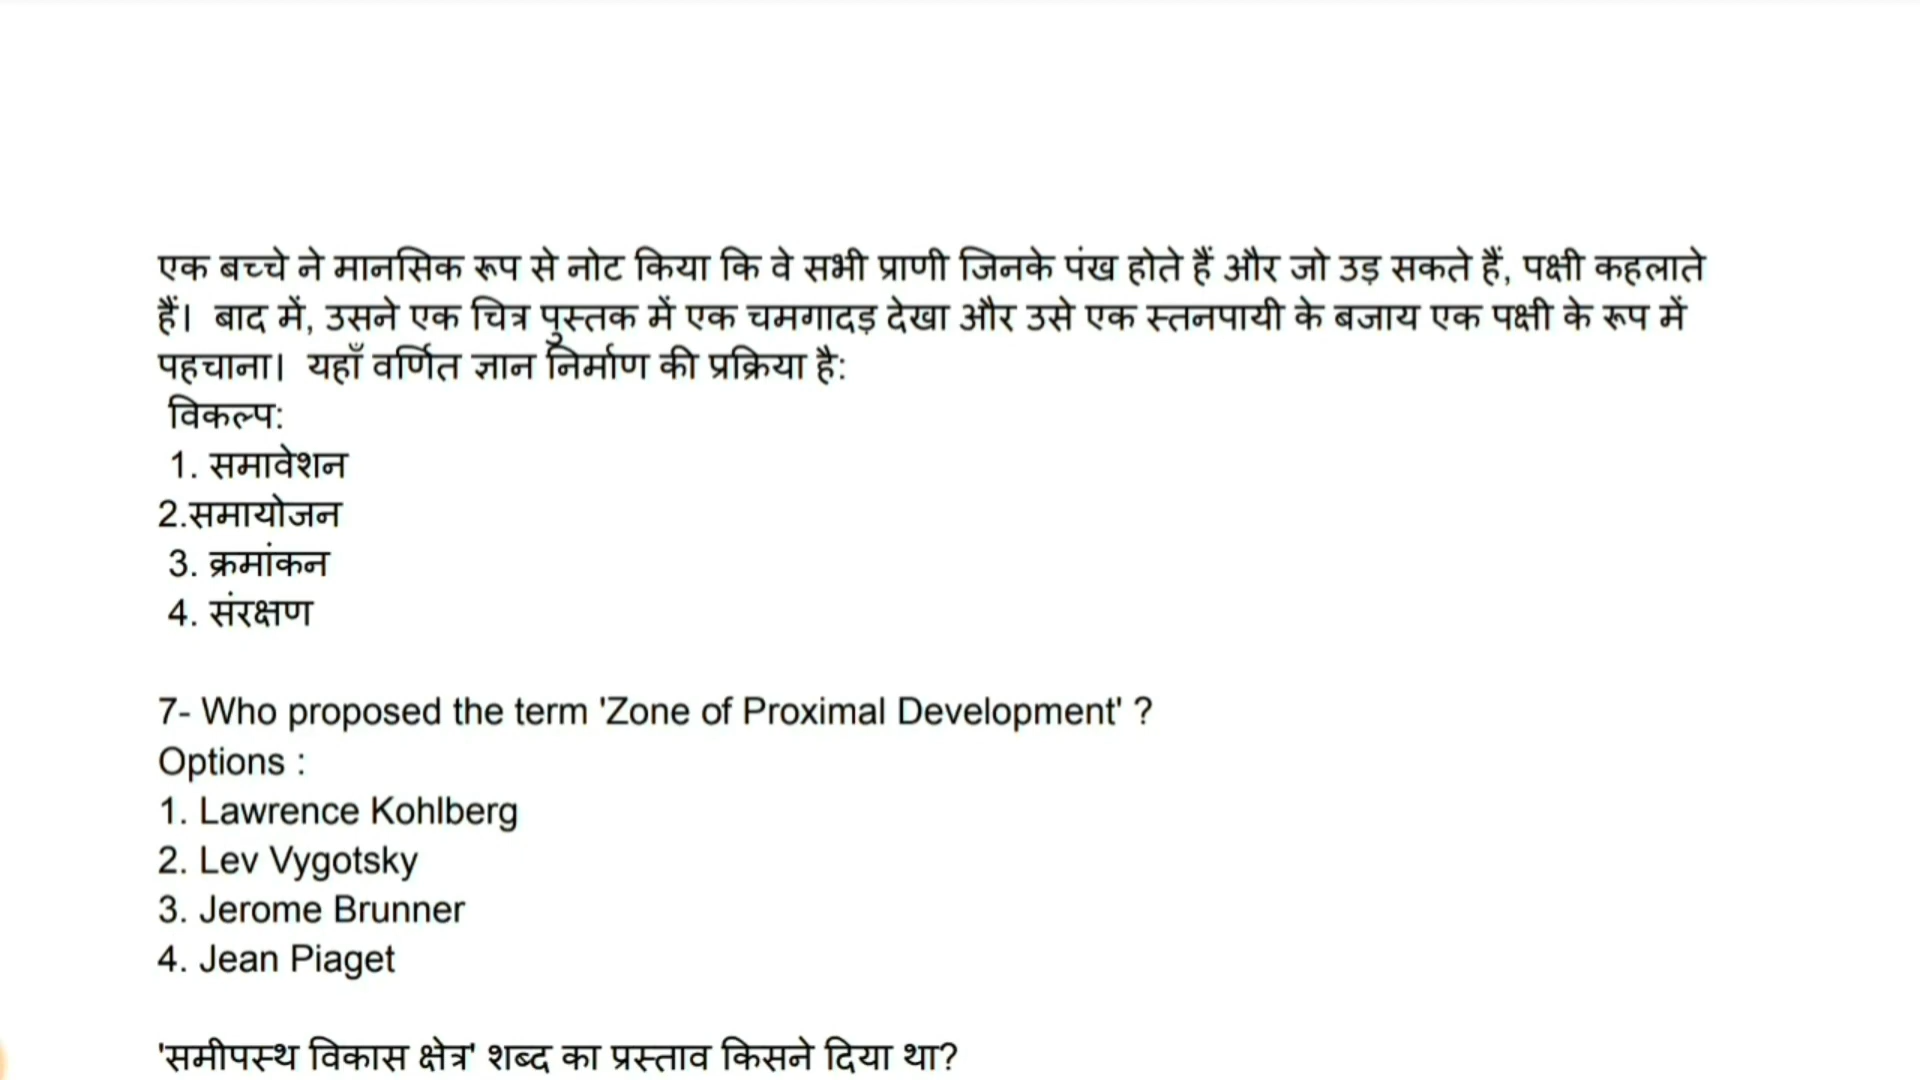 एक बच्चे ने मानसिक रूप से नोट किया कि वे सभी प्राणी जिनके पंख होते हैं और जो उड़ सकते हैं, पक्षी कहलाते
हैं।  बाद में, उसने एक चित्र पुस्तक में एक चमगादड़ देखा और उसे एक स्तनपायी के बजाय एक पक्षी के रूप में
पहचाना।  यहाँ वर्णित ज्ञान निर्माण की प्रक्रिया है:
विकल्प:
1. समावेशन
2.समायोजन
3. क्रमांकन
4. संरक्षण
7- Who proposed the term 'Zone of Proximal Development' ?
Options :
1. Lawrence Kohlberg
2. Lev Vygotsky
3. Jerome Brunner
4. Jean Piaget
'समीपस्थ विकास क्षेत्र' शब्द का प्रस्ताव किसने दिया था?